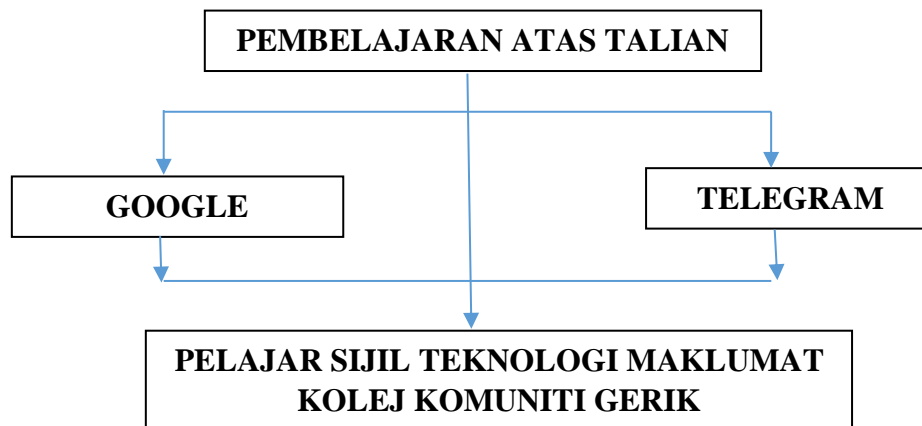 PEMBELAJARAN ATAS TALIAN
GOOGLE
TELEGRAM
PELAJAR SIJIL TEKNOLOGI MAKLUMAT
KOLEJ KOMUNITI GERIK